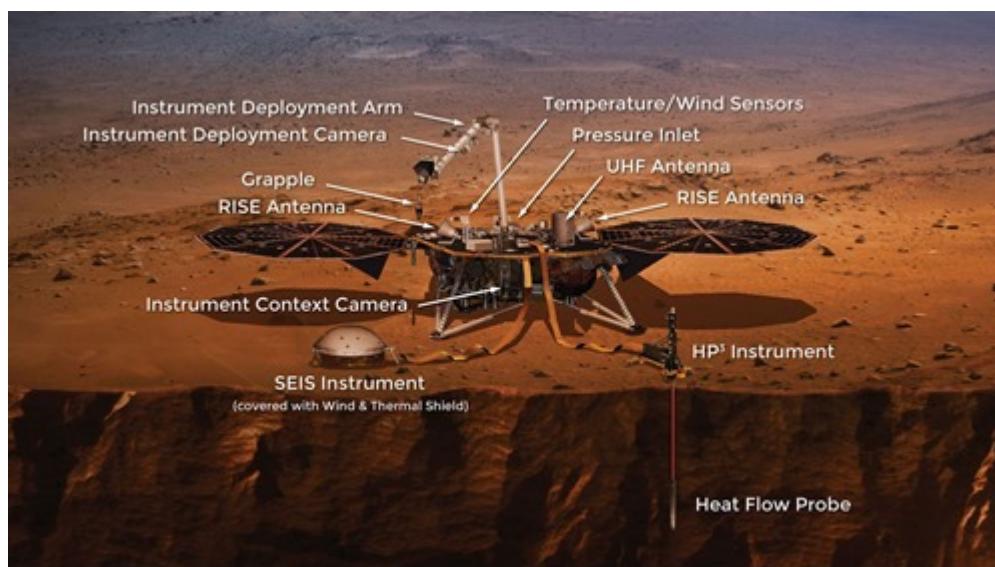 Instrument Deployment Arm
Instrument Deployment Camera
Grapple
RISE Antenna
Temperature/Wind Sensors
Pressure Inlet
UHF Antenna
RISE Antenna
Instrument Context Camera
SEIS Instrument
(covered with Wind & Thermal Shield)
HP³ Instrument
Heat Flow Probe